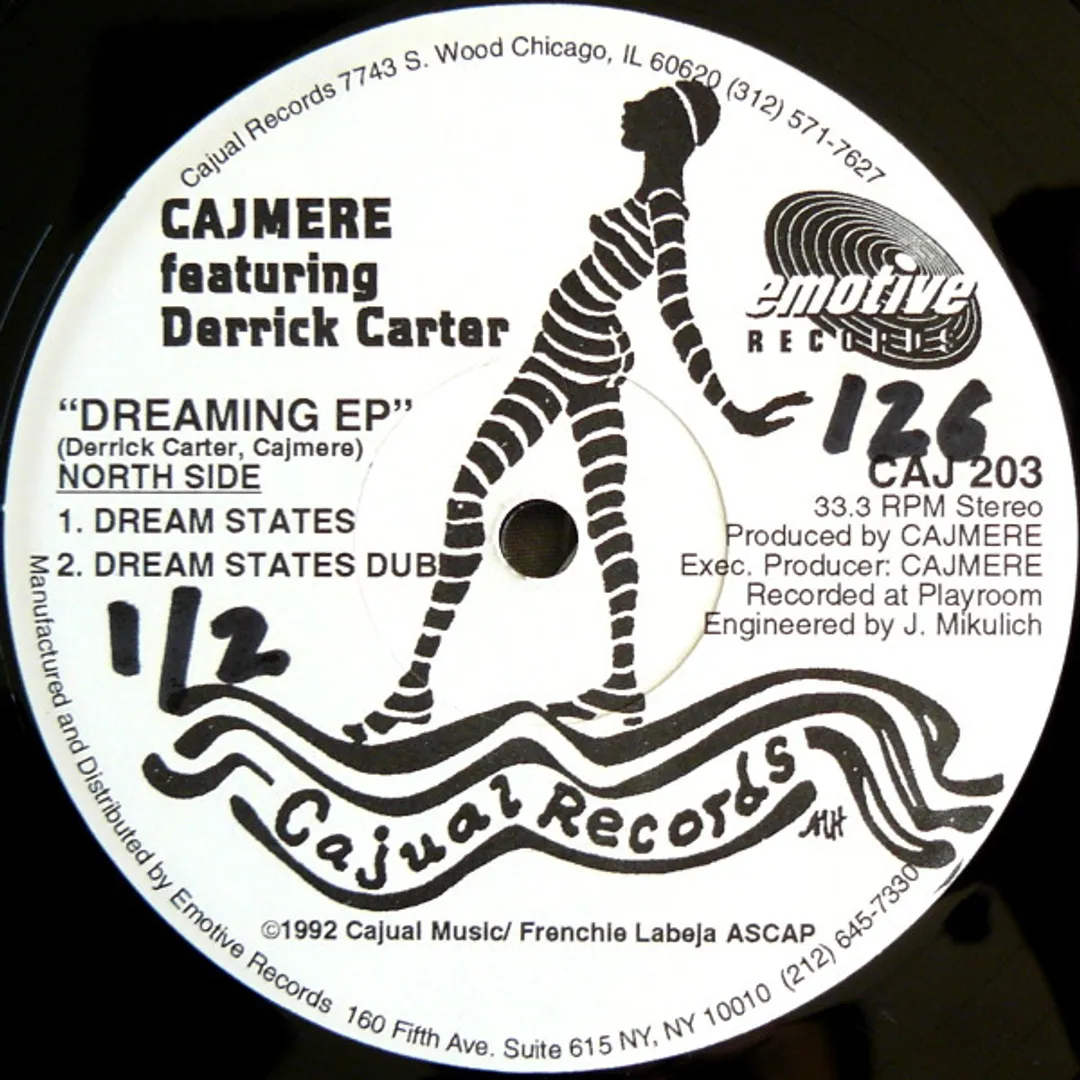 Cajual Records 7743 S. Wood Chicago, IL 60620 (312) 571-7627
CAJMERE
featuring
Derrick Carter
emotive
RECORDS
"DREAMING EP"
(Derrick Carter, Cajmere)
NORTH SIDE
1. DREAM STATES
2. DREAM STATES DUB
1/2
126
CAJ 203
33.3 RPM Stereo
Produced by CAJMERE
Exec. Producer: CAJMERE
Recorded at Playroom
Engineered by J. Mikulich
Cajual Records
MH
©1992 Cajual Music/ Frenchie Labeja ASCAP
Manufactured and Distributed by Emotive Records 160 Fifth Ave. Suite 615 NY, NY 10010 (212) 645-7330